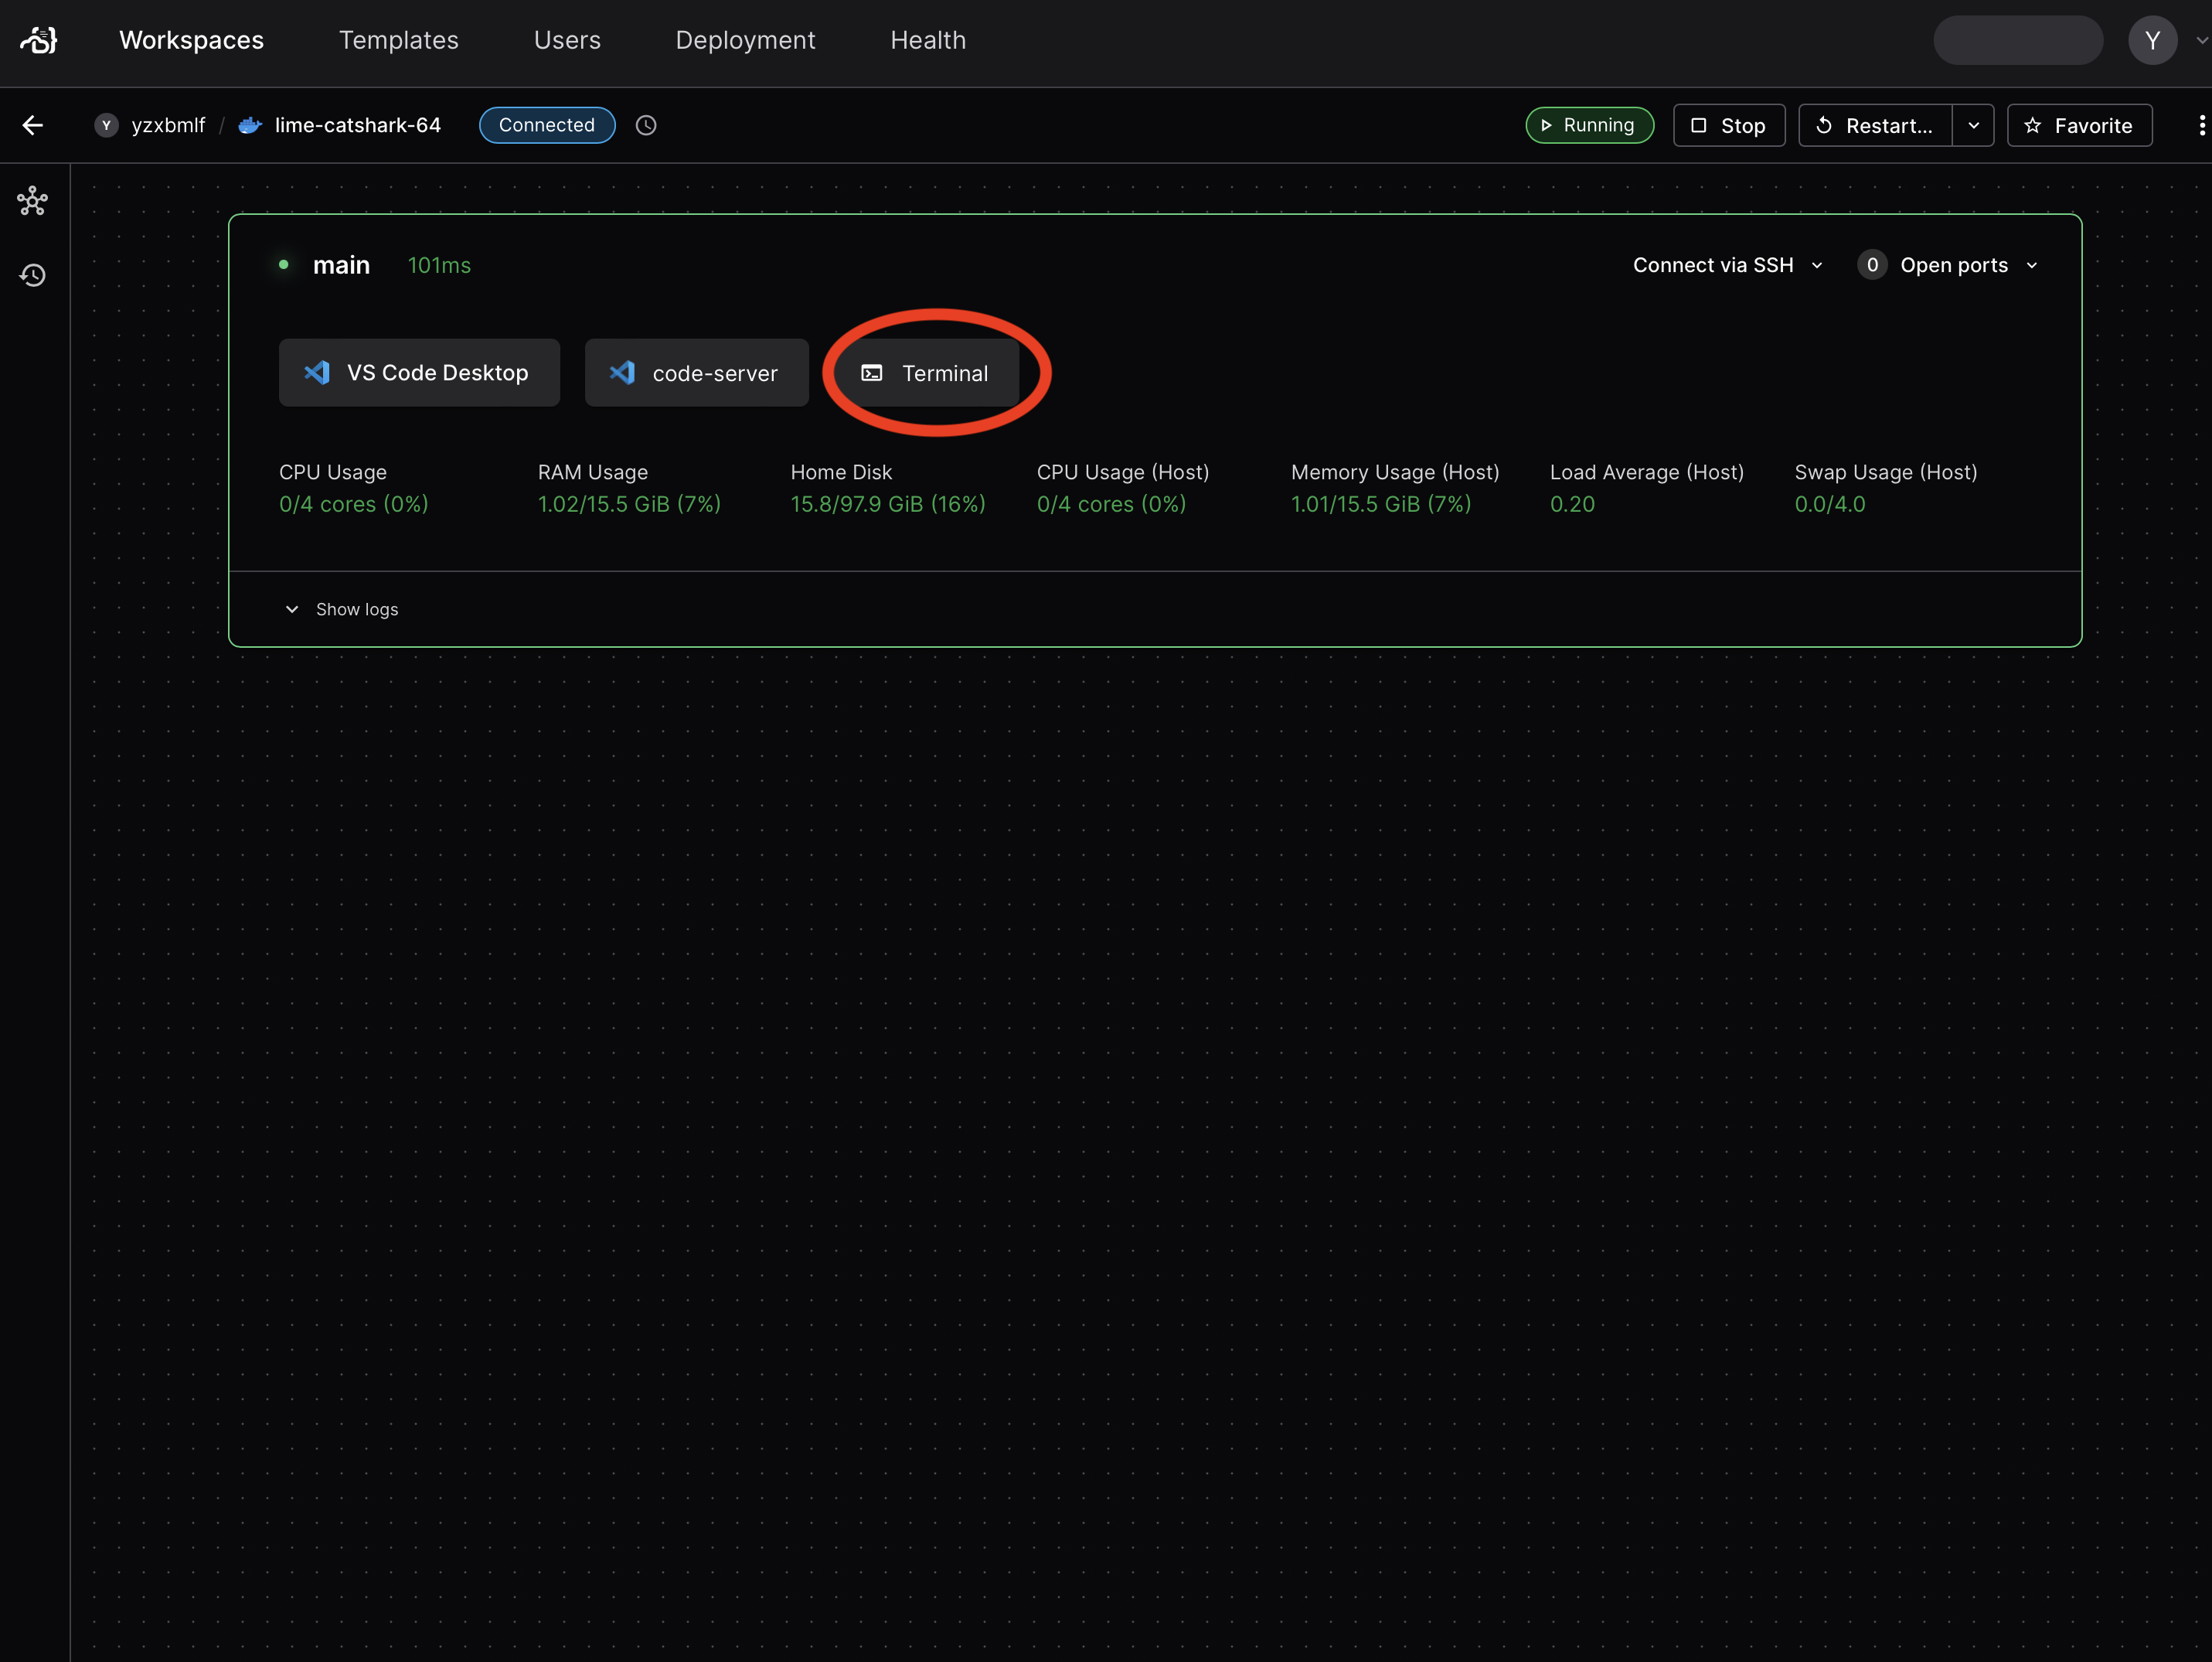 Workspaces Templates Users Deployment Health Y
Y yzxbmlf / lime-catshark-64 Connected Running Stop Restart... Favorite
main 101ms Connect via SSH 0 Open ports
VS Code Desktop code-server Terminal
CPU Usage RAM Usage Home Disk CPU Usage (Host) Memory Usage (Host) Load Average (Host) Swap Usage (Host)
0/4 cores (0%) 1.02/15.5 GiB (7%) 15.8/97.9 GiB (16%) 0/4 cores (0%) 1.01/15.5 GiB (7%) 0.20 0.0/4.0
Show logs